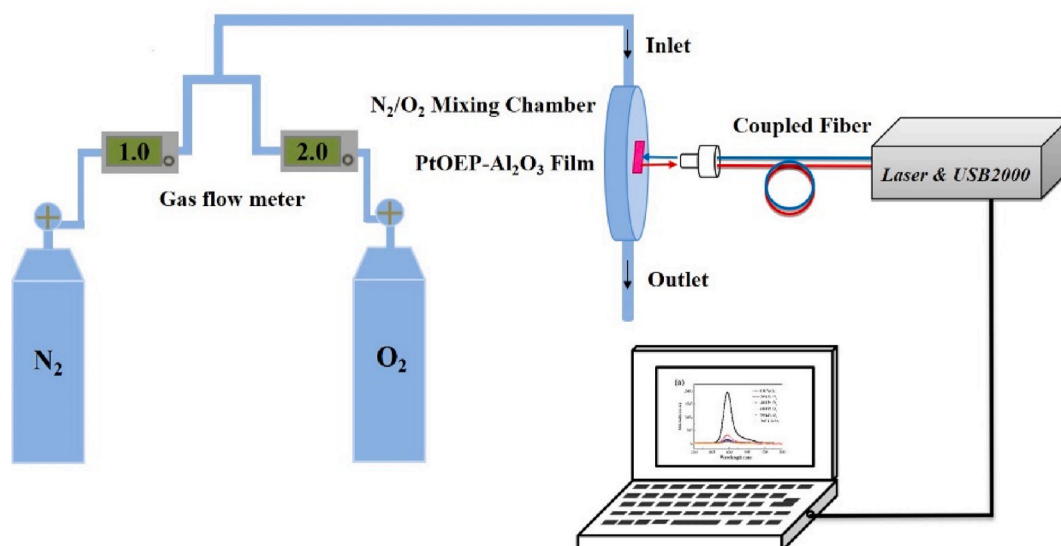 Inlet
N₂/O₂ Mixing Chamber
Coupled Fiber
1.0
2.0
PtOEP-Al₂O₃ Film
Laser & USB2000
Gas flow meter
Outlet
N₂
O₂
(a)